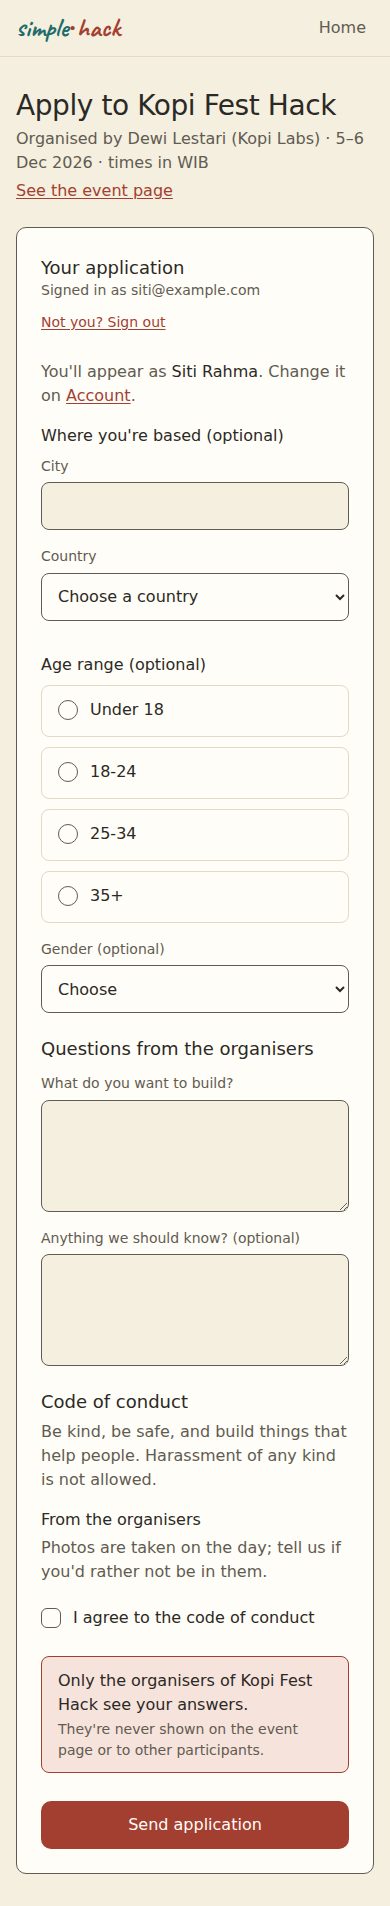 simple hack
Home
Apply to Kopi Fest Hack
Organised by Dewi Lestari (Kopi Labs) · 5–6
Dec 2026 · times in WIB
See the event page
Your application
Signed in as siti@example.com
Not you? Sign out
You'll appear as Siti Rahma. Change it
on Account.
Where you're based (optional)
City
Country
Choose a country
Age range (optional)
Under 18
18-24
25-34
35+
Gender (optional)
Choose
Questions from the organisers
What do you want to build?
Anything we should know? (optional)
Code of conduct
Be kind, be safe, and build things that
help people. Harassment of any kind
is not allowed.
From the organisers
Photos are taken on the day; tell us if
you'd rather not be in them.
I agree to the code of conduct
Only the organisers of Kopi Fest
Hack see your answers.
They're never shown on the event
page or to other participants.
Send application